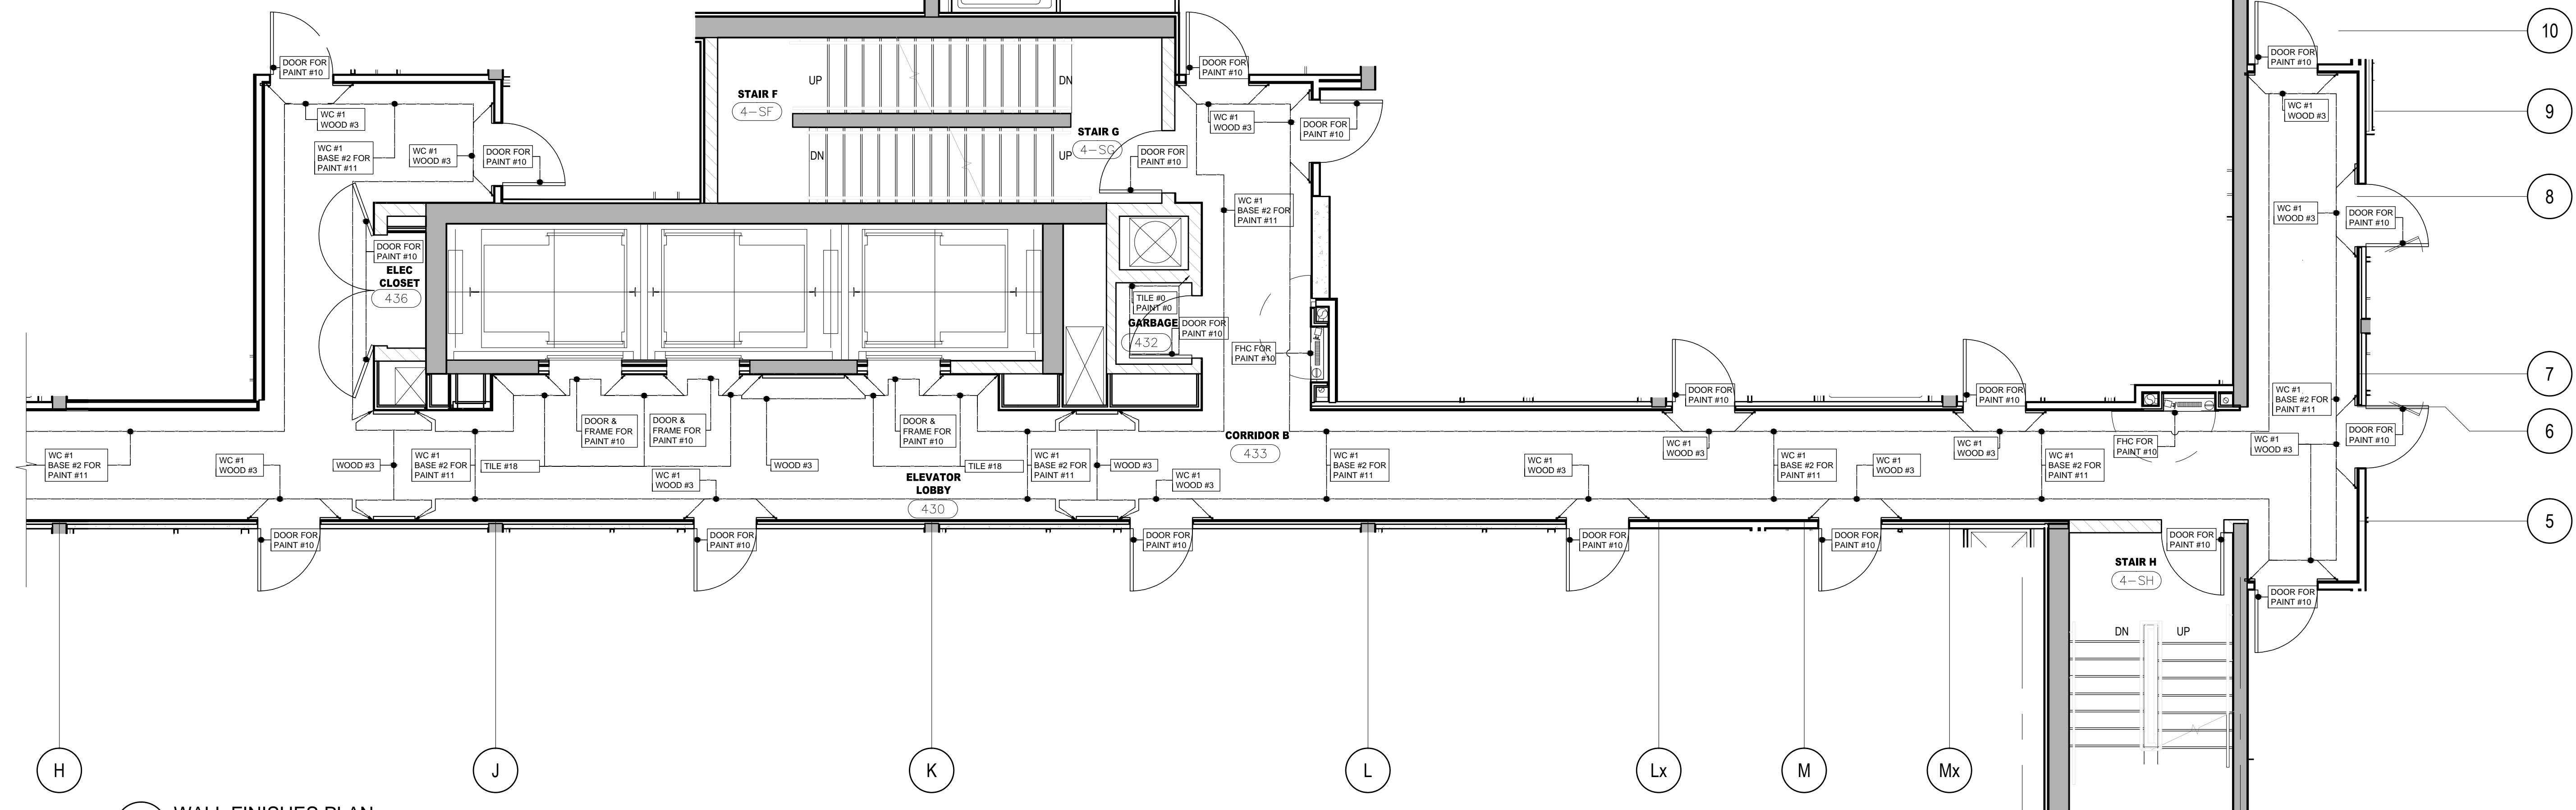 DOOR FOR
PAINT #10
WC #1
WOOD #3
WC #1
BASE #2 FOR
PAINT #11
WC #1
WOOD #3
DOOR FOR
PAINT #10
DOOR FOR
PAINT #10
ELEC
CLOSET
436
STAIR F
4-SF
UP
DN
DN
UP
STAIR G
4-SG
DOOR FOR
PAINT #10
DOOR FOR
PAINT #10
WC #1
WOOD #3
DOOR FOR
PAINT #10
WC #1
BASE #2 FOR
PAINT #11
TILE #0
PAINT #0
GARBAGE
432
DOOR FOR
PAINT #10
FHC FOR
PAINT #10
DOOR FOR
PAINT #10
WC #1
WOOD #3
WC #1
WOOD #3
DOOR FOR
PAINT #10
WC #1
BASE #2 FOR
PAINT #11
WC #1
WOOD #3
DOOR FOR
PAINT #10
10
9
8
7
6
5
WC #1
BASE #2 FOR
PAINT #11
WC #1
WOOD #3
WOOD #3
WC #1
BASE #2 FOR
PAINT #11
TILE #18
DOOR &
FRAME FOR
PAINT #10
DOOR &
FRAME FOR
PAINT #10
WC #1
WOOD #3
WOOD #3
DOOR &
FRAME FOR
PAINT #10
TILE #18
ELEVATOR
LOBBY
430
WC #1
BASE #2 FOR
PAINT #11
WOOD #3
WC #1
WOOD #3
CORRIDOR B
433
WC #1
BASE #2 FOR
PAINT #11
WC #1
WOOD #3
DOOR FOR
PAINT #10
WC #1
WOOD #3
WC #1
BASE #2 FOR
PAINT #11
WC #1
WOOD #3
DOOR FOR
PAINT #10
WC #1
WOOD #3
WC #1
BASE #2 FOR
PAINT #11
FHC FOR
PAINT #10
DOOR FOR
PAINT #10
DOOR FOR
PAINT #10
DOOR FOR
PAINT #10
DOOR FOR
PAINT #10
DOOR FOR
PAINT #10
DOOR FOR
PAINT #10
STAIR H
4-SH
DOOR FOR
PAINT #10
DN
UP
H
J
K
L
Lx
M
Mx
WALL FINISHES PLAN